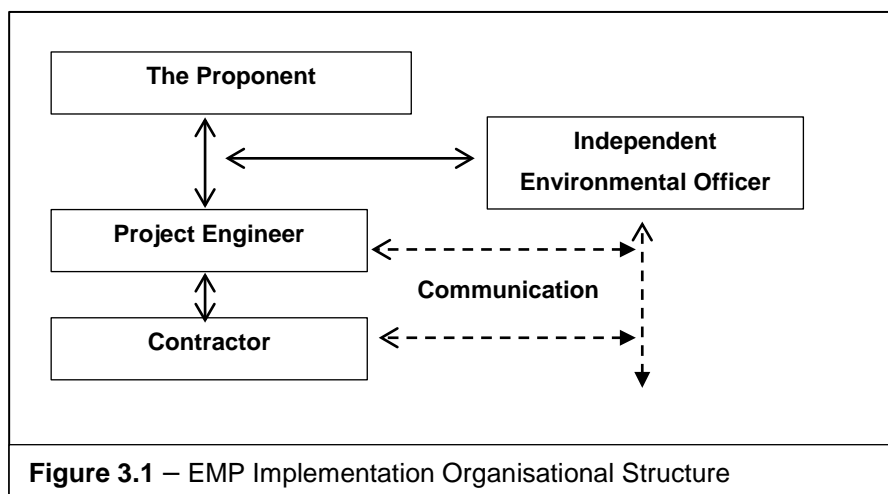 The Proponent
Independent
Environmental Officer
Project Engineer
Communication
Contractor
Figure 3.1 – EMP Implementation Organisational Structure